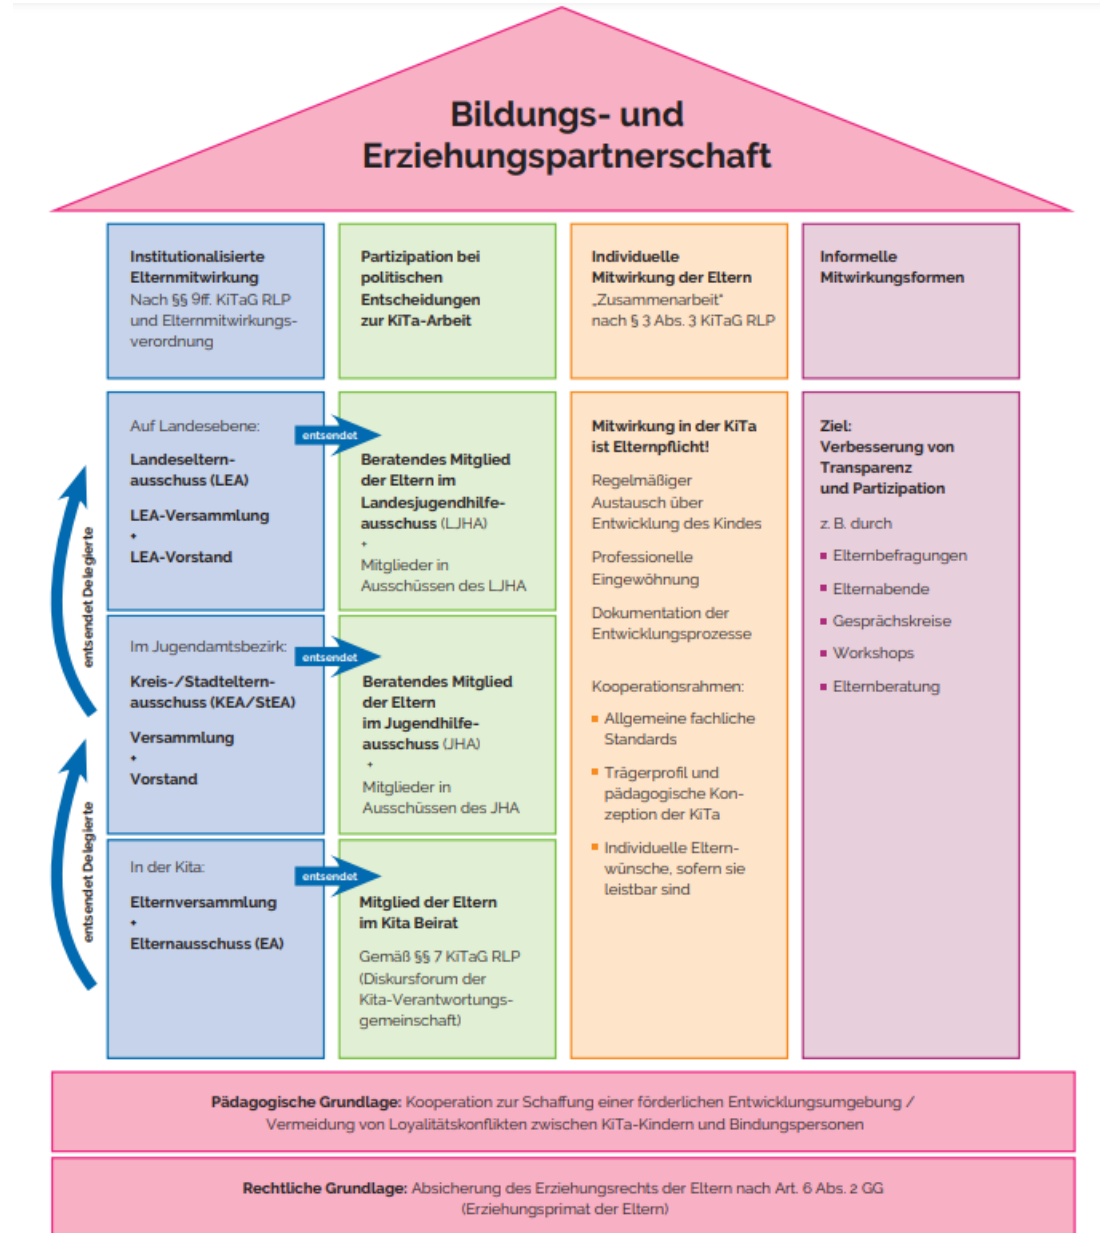 Bildungs- und
Erziehungspartnerschaft
Institutionalisierte
Elternmitwirkung
Nach §§ 9ff. KiTaG RLP
und Elternmitwirkungs-
verordnung
Partizipation bei
politischen
Entscheidungen
zur KiTa-Arbeit
Individuelle
Mitwirkung der Eltern
„Zusammenarbeit“
nach § 3 Abs. 3 KiTaG RLP
Informelle
Mitwirkungsformen
Auf Landesebene:
Landeseltern-
ausschuss (LEA)
LEA-Versammlung
+
LEA-Vorstand
entsendet
Beratendes Mitglied
der Eltern im
Landesjugendhilfe-
ausschuss (LJHA)
+
Mitglieder in
Ausschüssen des LJHA
entsendet Delegierte
Im Jugendamtsbezirk:
Kreis-/Stadteltern-
ausschuss (KEA/StEA)
Versammlung
+
Vorstand
entsendet
Beratendes Mitglied
der Eltern
im Jugendhilfe-
ausschuss (JHA)
+
Mitglieder in
Ausschüssen des JHA
entsendet Delegierte
In der Kita:
Elternversammlung
+
Elternausschuss (EA)
entsendet
Mitglied der Eltern
im Kita Beirat
Gemäß §§ 7 KiTaG RLP
(Diskursforum der
Kita-Verantwortungs-
gemeinschaft)
Mitwirkung in der KiTa
ist Elternpflicht!
Regelmäßiger
Austausch über
Entwicklung des Kindes
Professionelle
Eingewöhnung
Dokumentation der
Entwicklungsprozesse
Kooperationsrahmen:
Allgemeine fachliche
Standards
Trägerprofil und
pädagogische Kon-
zeption der KiTa
Individuelle Eltern-
wünsche, sofern sie
leistbar sind
Ziel:
Verbesserung von
Transparenz
und Partizipation
z. B. durch
Elternbefragungen
Elternabende
Gesprächskreise
Workshops
Elternberatung
Pädagogische Grundlage: Kooperation zur Schaffung einer förderlichen Entwicklungsumgebung /
Vermeidung von Loyalitätskonflikten zwischen KiTa-Kindern und Bindungspersonen
Rechtliche Grundlage: Absicherung des Erziehungsrechts der Eltern nach Art. 6 Abs. 2 GG
(Erziehungsprimat der Eltern)